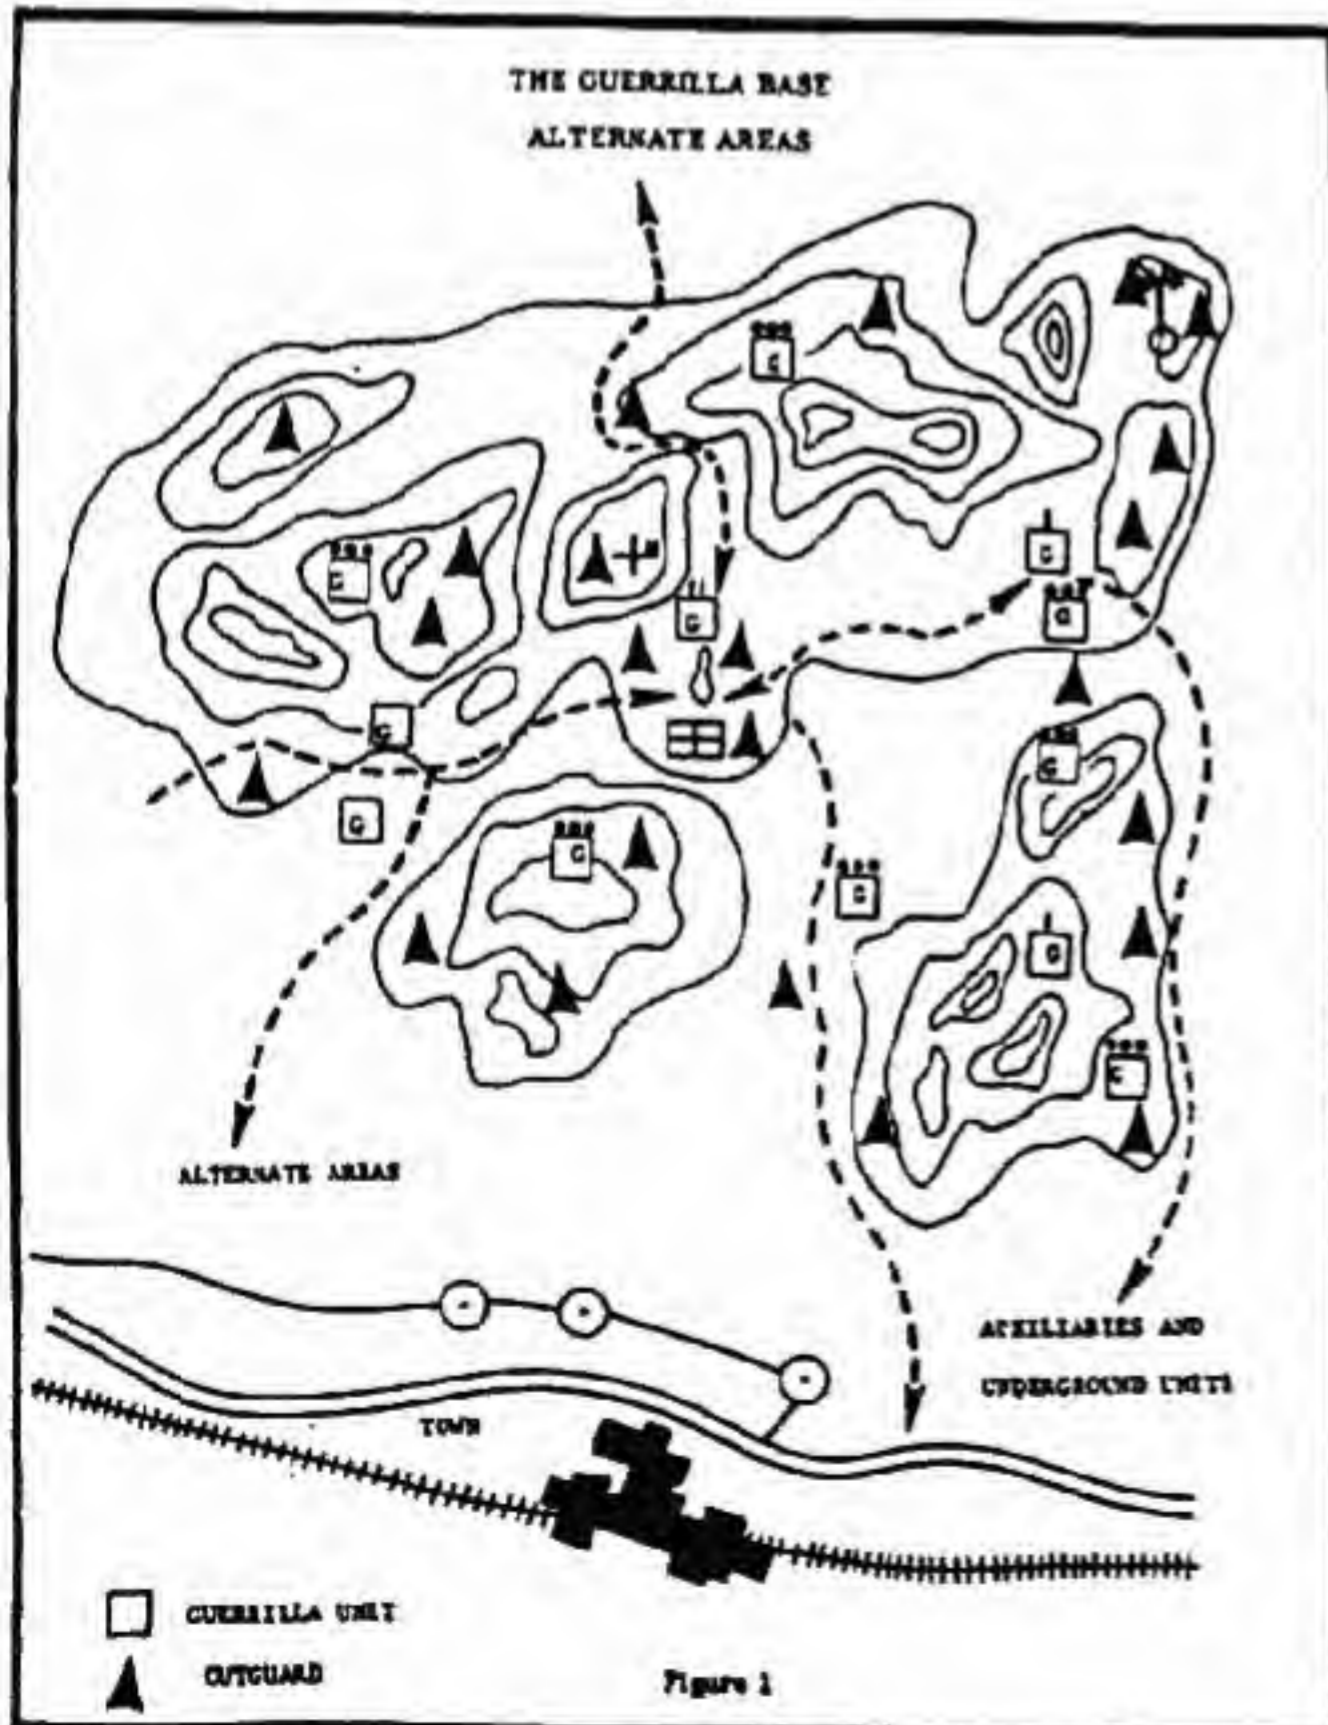 THE GUERRILLA BASE
ALTERNATE AREAS
G
G
G
G
G
G
G
G
G
G
G
G
G
ALTERNATE AREAS
AUXILIARIES AND
UNDERGROUND UNITS
TOWN
GUERRILLA UNIT
OUTGUARD
Figure 1